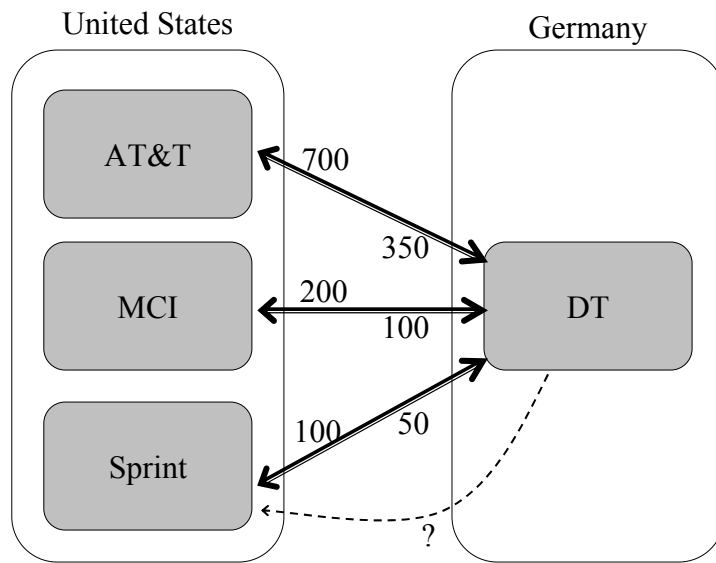 United States
Germany
AT&T
700
350
MCI
200
100
DT
Sprint
100
50
?